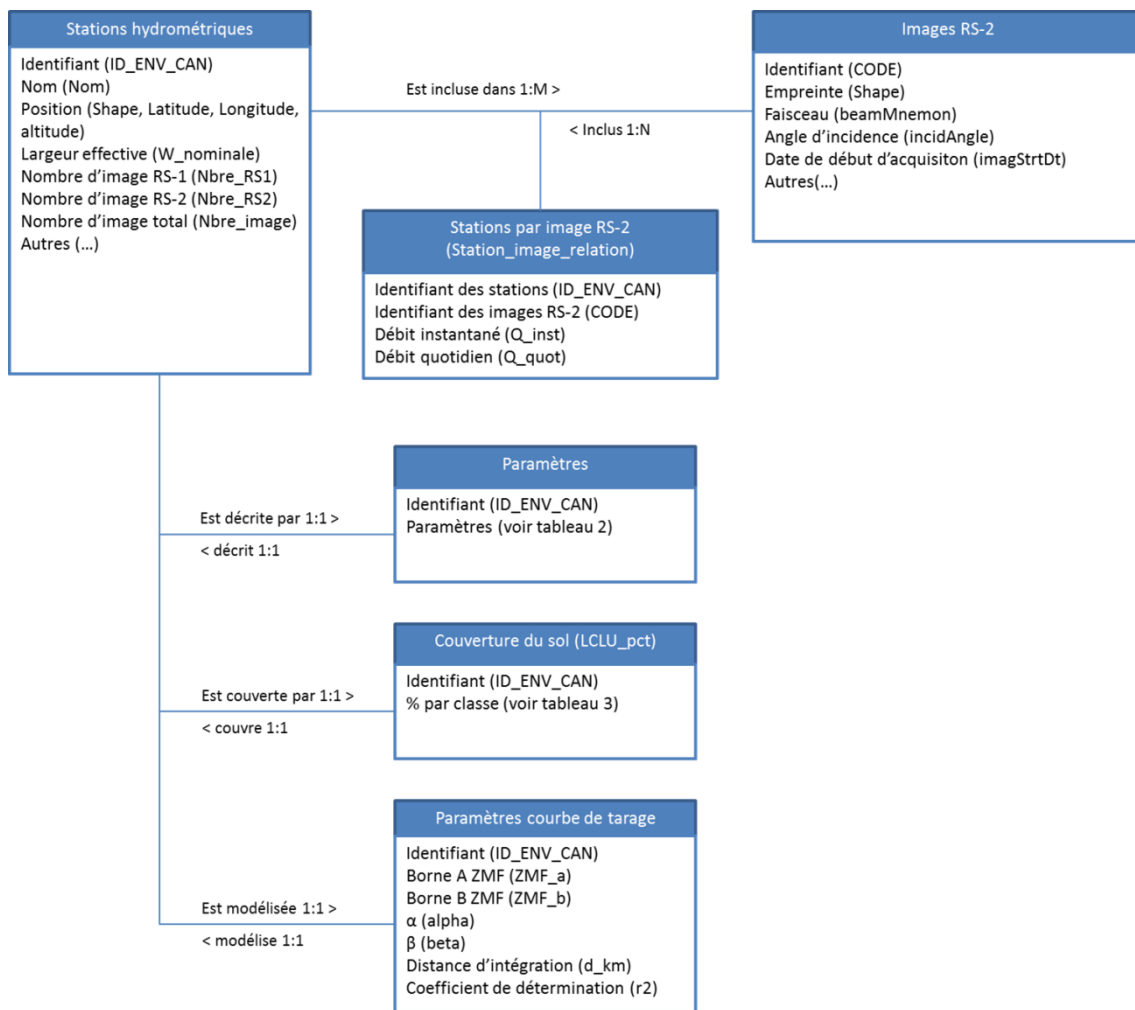 Stations hydrométriques
Identifiant (ID_ENV_CAN)
Nom (Nom)
Position (Shape, Latitude, Longitude,
altitude)
Largeur effective (W_nominale)
Nombre d'image RS-1 (Nbre_RS1)
Nombre d'image RS-2 (Nbre_RS2)
Nombre d'image total (Nbre_image)
Autres (...)
Est incluse dans 1:M >
< Inclus 1:N
Images RS-2
Identifiant (CODE)
Empreinte (Shape)
Faisceau (beamMnemon)
Angle d'incidence (incidAngle)
Date de début d'acquisiton (imagStrtDt)
Autres(...)
Stations par image RS-2
(Station_image_relation)
Identifiant des stations (ID_ENV_CAN)
Identifiant des images RS-2 (CODE)
Débit instantané (Q_inst)
Débit quotidien (Q_quot)
Est décrite par 1:1 >
< décrit 1:1
Paramètres
Identifiant (ID_ENV_CAN)
Paramètres (voir tableau 2)
Est couverte par 1:1 >
< couvre 1:1
Couverture du sol (LCLU_pct)
Identifiant (ID_ENV_CAN)
% par classe (voir tableau 3)
Est modélisée 1:1 >
< modélise 1:1
Paramètres courbe de tarage
Identifiant (ID_ENV_CAN)
Borne A ZMF (ZMF_a)
Borne B ZMF (ZMF_b)
α (alpha)
β (beta)
Distance d'intégration (d_km)
Coefficient de détermination (r2)